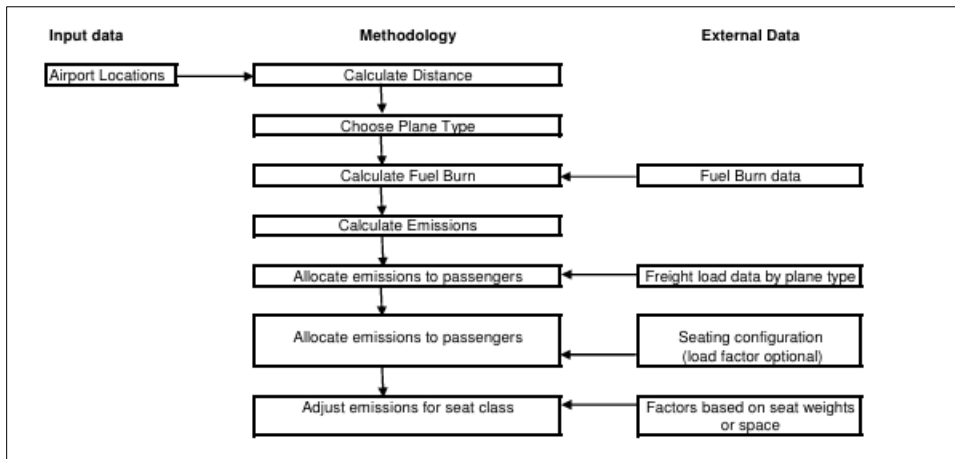 Input data
Methodology
External Data
Airport Locations
Calculate Distance
Choose Plane Type
Calculate Fuel Burn
Fuel Burn data
Calculate Emissions
Allocate emissions to passengers
Freight load data by plane type
Allocate emissions to passengers
Seating configuration
(load factor optional)
Adjust emissions for seat class
Factors based on seat weights
or space